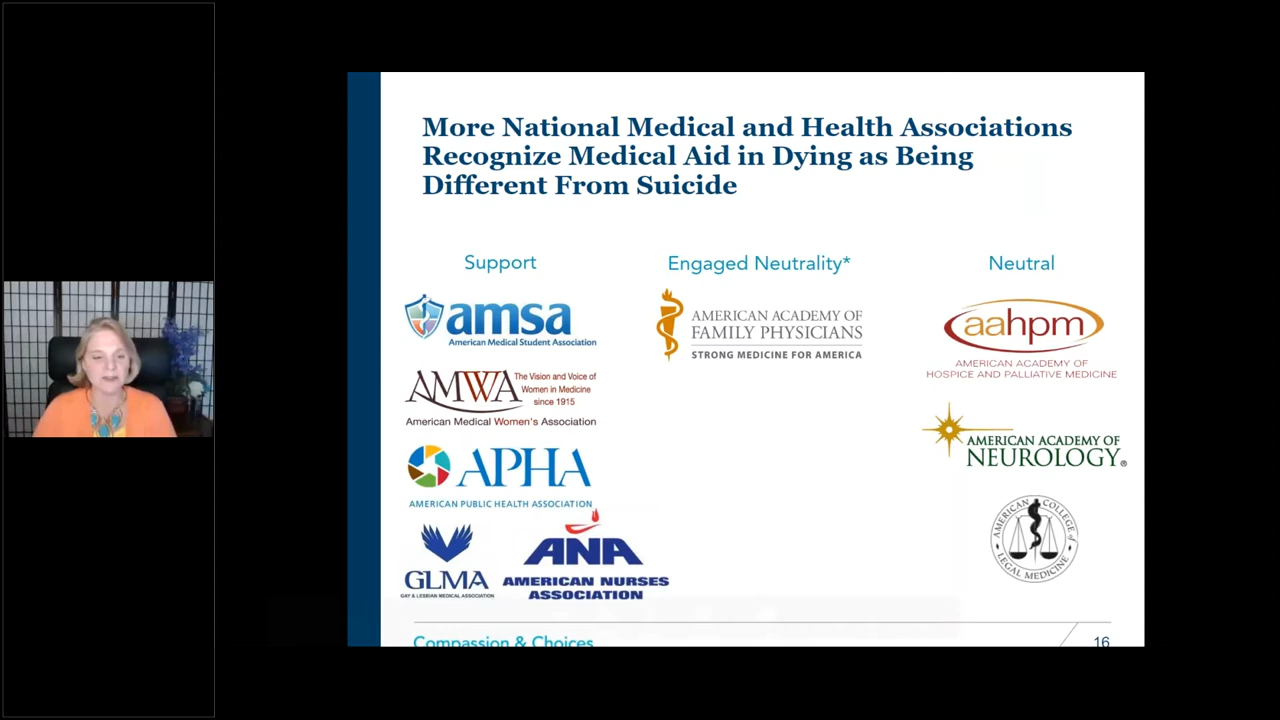 More National Medical and Health Associations
Recognize Medical Aid in Dying as Being
Different From Suicide
Support
Engaged Neutrality*
Neutral
amsa
American Medical Student Association
AMWA
The Vision and Voice of
Women in Medicine
since 1915
American Medical Women's Association
APHA
AMERICAN PUBLIC HEALTH ASSOCIATION
GLMA
GAY & LESBIAN MEDICAL ASSOCIATION
ANA
AMERICAN NURSES
ASSOCIATION
AMERICAN ACADEMY OF
FAMILY PHYSICIANS
STRONG MEDICINE FOR AMERICA
aahpm
AMERICAN ACADEMY OF
HOSPICE AND PALLIATIVE MEDICINE
AMERICAN ACADEMY OF
NEUROLOGY®
AMERICAN COLLEGE of
LEGAL MEDICINE
Compassion & Choices
16